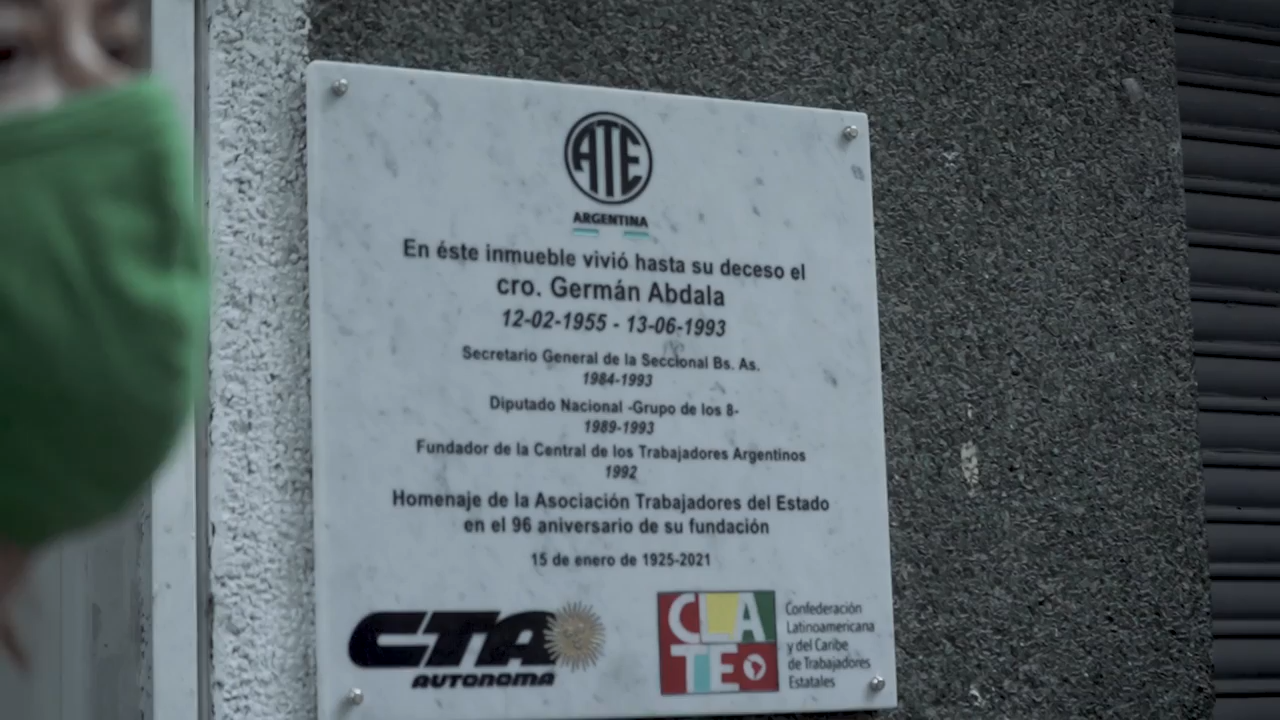 ATE
ARGENTINA
En éste inmueble vivió hasta su deceso el
cro. Germán Abdala
12-02-1955 - 13-06-1993
Secretario General de la Seccional Bs. As.
1984-1993
Diputado Nacional -Grupo de los 8-
1989-1993
Fundador de la Central de los Trabajadores Argentinos
1992
Homenaje de la Asociación Trabajadores del Estado
en el 96 aniversario de su fundación
15 de enero de 1925-2021
CTA
AUTONOMA
CLA
TE
Confederación
Latinoamericana
y del Caribe
de Trabajadores
Estatales